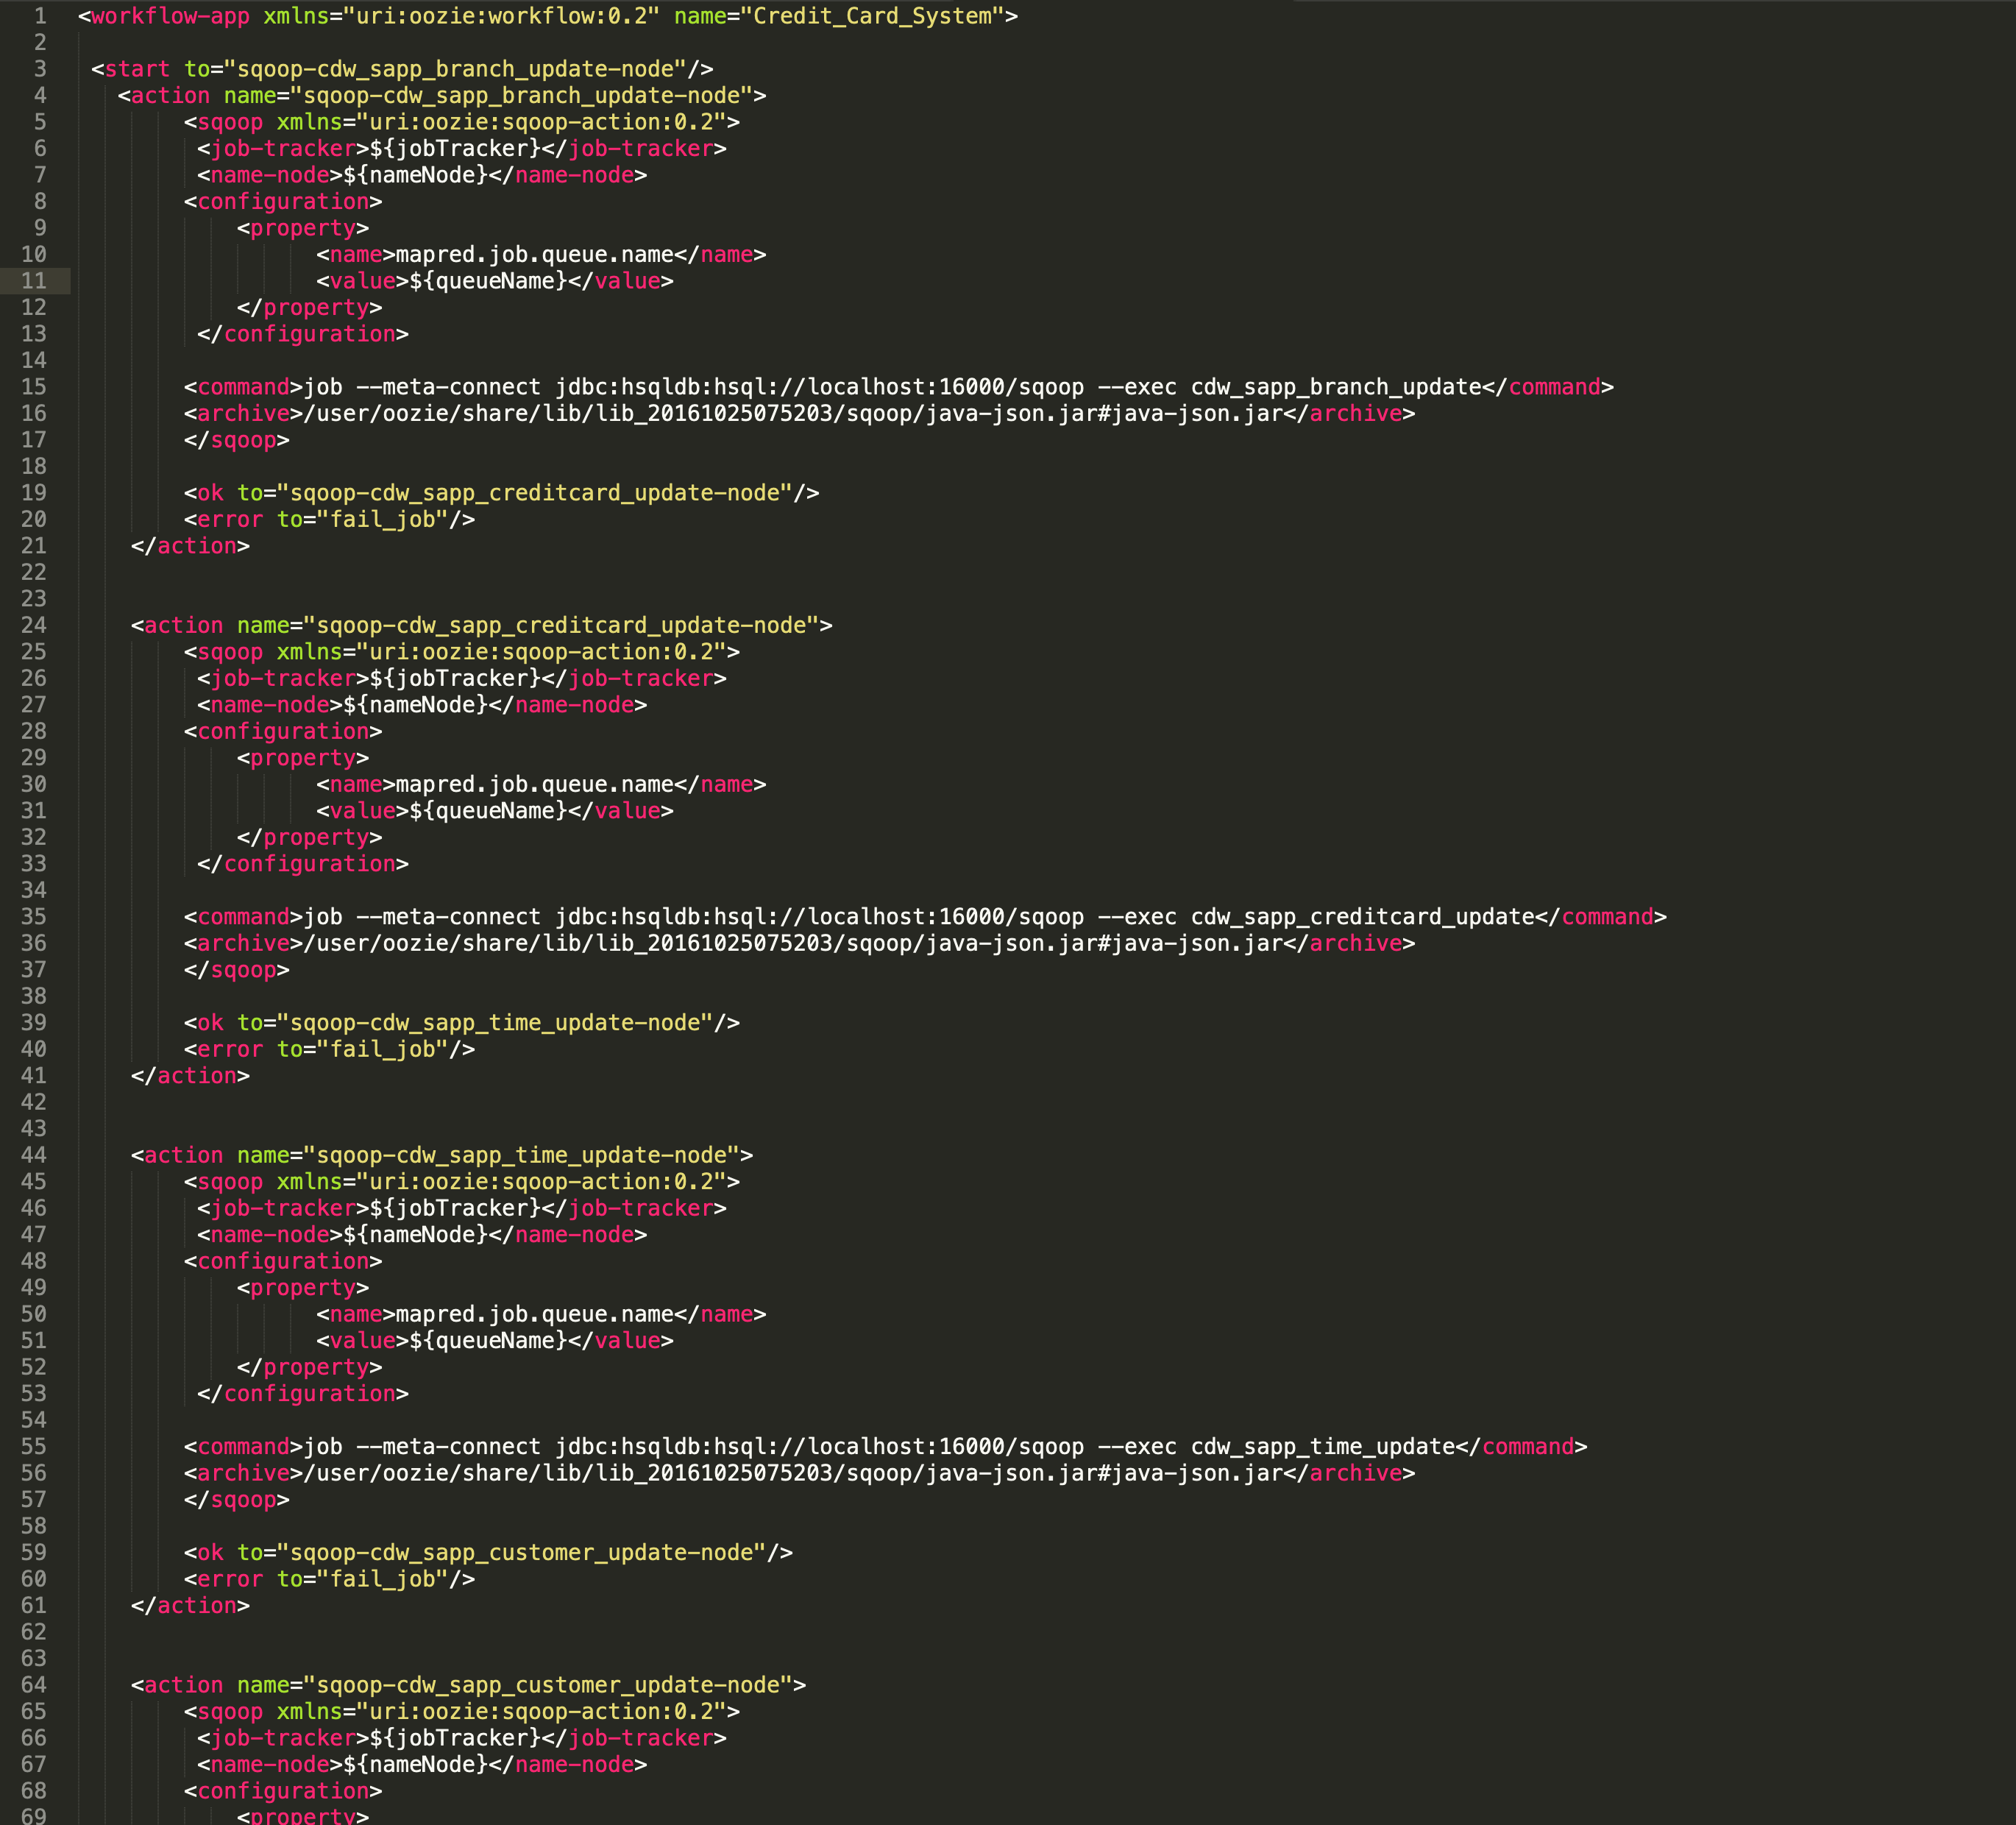 1 <workflow-app xmlns="uri:oozie:workflow:0.2" name="Credit_Card_System">
2
3 <start to="sqoop-cdw_sapp_branch_update-node"/>
4 <action name="sqoop-cdw_sapp_branch_update-node">
5 <sqoop xmlns="uri:oozie:sqoop-action:0.2">
6 <job-tracker>${jobTracker}</job-tracker>
7 <name-node>${nameNode}</name-node>
8 <configuration>
9 <property>
10 <name>mapred.job.queue.name</name>
11 <value>${queueName}</value>
12 </property>
13 </configuration>
14
15 <command>job --meta-connect jdbc:hsqldb:hsql://localhost:16000/sqoop --exec cdw_sapp_branch_update</command>
16 <archive>/user/oozie/share/lib/lib_20161025075203/sqoop/java-json.jar#java-json.jar</archive>
17 </sqoop>
18
19 <ok to="sqoop-cdw_sapp_creditcard_update-node"/>
20 <error to="fail_job"/>
21 </action>
22
23
24 <action name="sqoop-cdw_sapp_creditcard_update-node">
25 <sqoop xmlns="uri:oozie:sqoop-action:0.2">
26 <job-tracker>${jobTracker}</job-tracker>
27 <name-node>${nameNode}</name-node>
28 <configuration>
29 <property>
30 <name>mapred.job.queue.name</name>
31 <value>${queueName}</value>
32 </property>
33 </configuration>
34
35 <command>job --meta-connect jdbc:hsqldb:hsql://localhost:16000/sqoop --exec cdw_sapp_creditcard_update</command>
36 <archive>/user/oozie/share/lib/lib_20161025075203/sqoop/java-json.jar#java-json.jar</archive>
37 </sqoop>
38
39 <ok to="sqoop-cdw_sapp_time_update-node"/>
40 <error to="fail_job"/>
41 </action>
42
43
44 <action name="sqoop-cdw_sapp_time_update-node">
45 <sqoop xmlns="uri:oozie:sqoop-action:0.2">
46 <job-tracker>${jobTracker}</job-tracker>
47 <name-node>${nameNode}</name-node>
48 <configuration>
49 <property>
50 <name>mapred.job.queue.name</name>
51 <value>${queueName}</value>
52 </property>
53 </configuration>
54
55 <command>job --meta-connect jdbc:hsqldb:hsql://localhost:16000/sqoop --exec cdw_sapp_time_update</command>
56 <archive>/user/oozie/share/lib/lib_20161025075203/sqoop/java-json.jar#java-json.jar</archive>
57 </sqoop>
58
59 <ok to="sqoop-cdw_sapp_customer_update-node"/>
60 <error to="fail_job"/>
61 </action>
62
63
64 <action name="sqoop-cdw_sapp_customer_update-node">
65 <sqoop xmlns="uri:oozie:sqoop-action:0.2">
66 <job-tracker>${jobTracker}</job-tracker>
67 <name-node>${nameNode}</name-node>
68 <configuration>
69 <property>